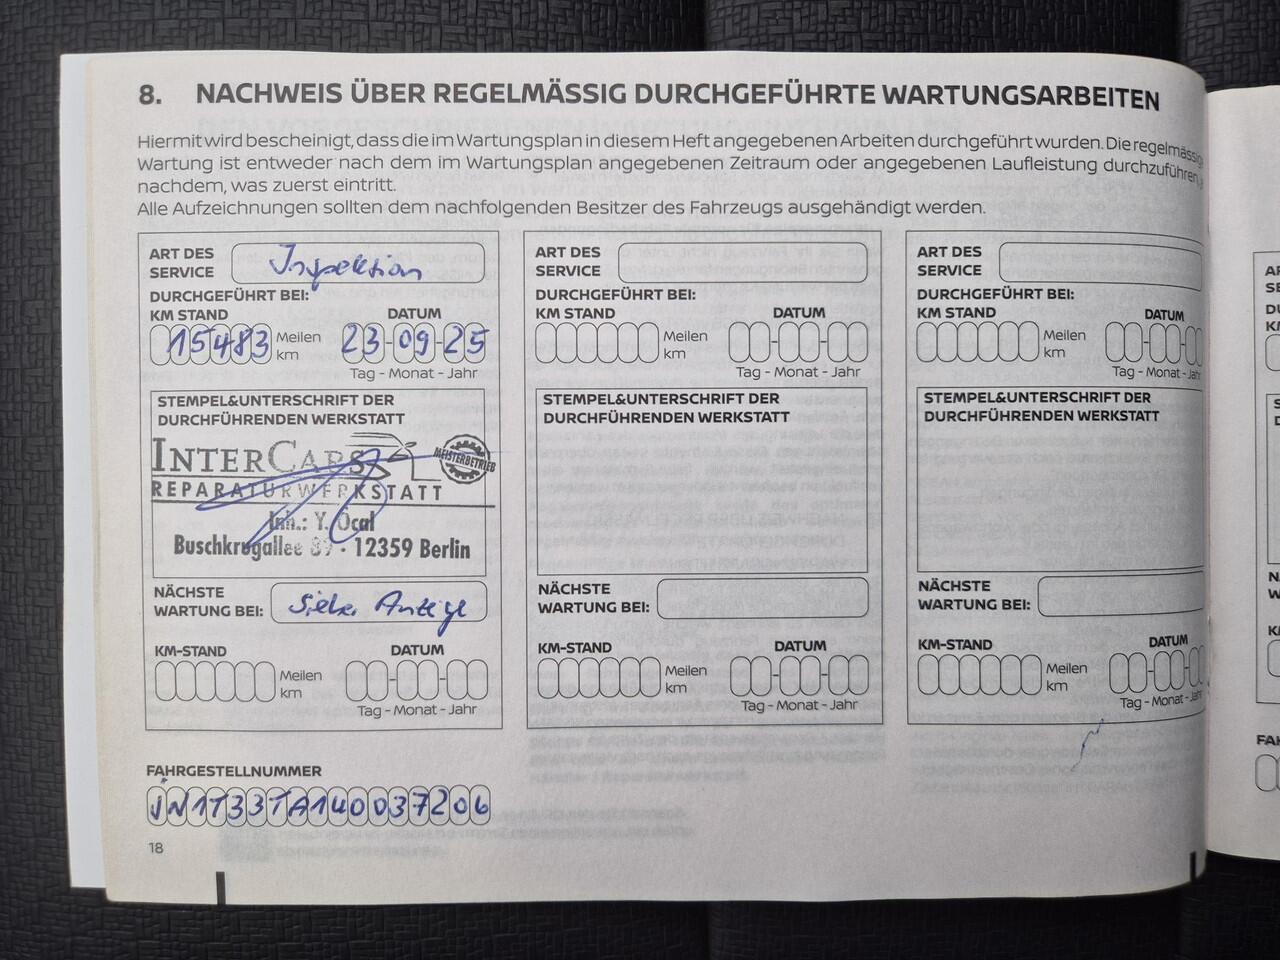 8. NACHWEIS ÜBER REGELMÄSSIG DURCHGEFÜHRTE WARTUNGSARBEITEN
Hiermit wird bescheinigt, dass die im Wartungsplan in diesem Heft angegebenen Arbeiten durchgeführt wurden. Die regelmässig
Wartung ist entweder nach dem im Wartungsplan angegebenen Zeitraum oder angegebenen Laufleistung durchzuführen,
nachdem, was zuerst eintritt.
Alle Aufzeichnungen sollten dem nachfolgenden Besitzer des Fahrzeugs ausgehändigt werden.
ART DES
SERVICE
Inspektion
DURCHGEFÜHRT BEI:
KM STAND
DATUM
15483
Meilen
km
23-09-25
Tag - Monat - Jahr
STEMPEL&UNTERSCHRIFT DER
DURCHFÜHRENDEN WERKSTATT
INTERCARS
MEISTERBETRIEB
REPARATURWERKSTATT
Inh.: Y. Öcal
Buschkrugallee 89 · 12359 Berlin
NÄCHSTE
WARTUNG BEI:
siehe Anzeige
KM-STAND
DATUM
Meilen
km
Tag - Monat - Jahr
ART DES
SERVICE
DURCHGEFÜHRT BEI:
KM STAND
DATUM
Meilen
km
Tag - Monat - Jahr
STEMPEL&UNTERSCHRIFT DER
DURCHFÜHRENDEN WERKSTATT
NÄCHSTE
WARTUNG BEI:
KM-STAND
DATUM
Meilen
km
Tag - Monat - Jahr
ART DES
SERVICE
DURCHGEFÜHRT BEI:
KM STAND
DATUM
Meilen
km
Tag - Monat - Jahr
STEMPEL&UNTERSCHRIFT DER
DURCHFÜHRENDEN WERKSTATT
NÄCHSTE
WARTUNG BEI:
KM-STAND
DATUM
Meilen
km
Tag - Monat - Jahr
FAHRGESTELLNUMMER
JN1T33TA1U0037206
18